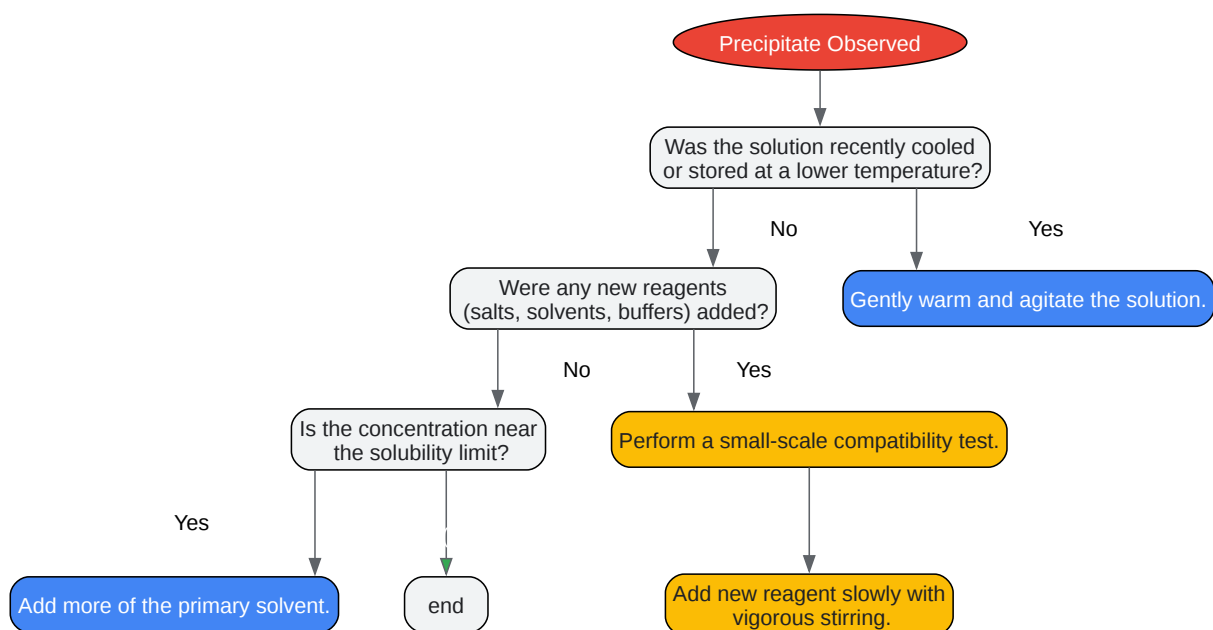 Precipitate Observed
Was the solution recently cooled
or stored at a lower temperature?
No
Yes
Were any new reagents
(salts, solvents, buffers) added?
Gently warm and agitate the solution.
No
Yes
Is the concentration near
the solubility limit?
Perform a small-scale compatibility test.
Yes
Add more of the primary solvent.
end
Add new reagent slowly with
vigorous stirring.